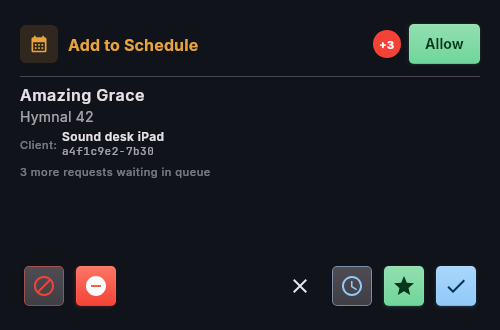 Add to Schedule
+3
Allow
Amazing Grace
Hymnal 42
Client: Sound desk iPad
a4f1c9e2-7b30
3 more requests waiting in queue